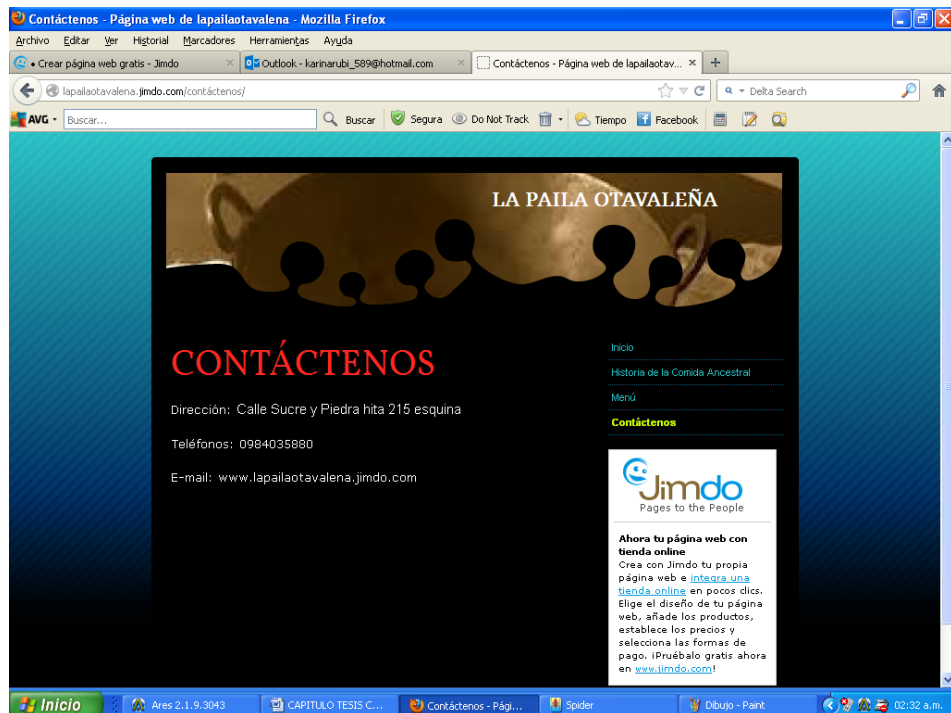 Contáctenos - Página web de lapailaotavalena - Mozilla Firefox
Archivo Editar Ver Historial Marcadores Herramientas Ayuda
• Crear página web gratis - Jimdo × Outlook - karinarubi_589@hotmail.com × Contáctenos - Página web de lapailaotav... × +
lapailaotavalena.jimdo.com/contáctenos/ Delta Search
AVG Buscar... Buscar Segura Do Not Track Tiempo Facebook
LA PAILA OTAVALEÑA
CONTÁCTENOS
Dirección: Calle Sucre y Piedra hita 215 esquina
Teléfonos: 0984035880
E-mail: www.lapailaotavalena.jimdo.com
Inicio
Historia de la Comida Ancestral
Menú
Contáctenos
Jimdo
Pages to the People
Ahora tu página web con
tienda online
Crea con Jimdo tu propia
página web e integra una
tienda online en pocos clics.
Elige el diseño de tu página
web, añade los productos,
establece los precios y
selecciona las formas de
pago. ¡Pruébalo gratis ahora
en www.jimdo.com!
Inicio Ares 2.1.9.3043 CAPITULO TESIS C... Contáctenos - Pági... Spider Dibujo - Paint 02:32 a.m.